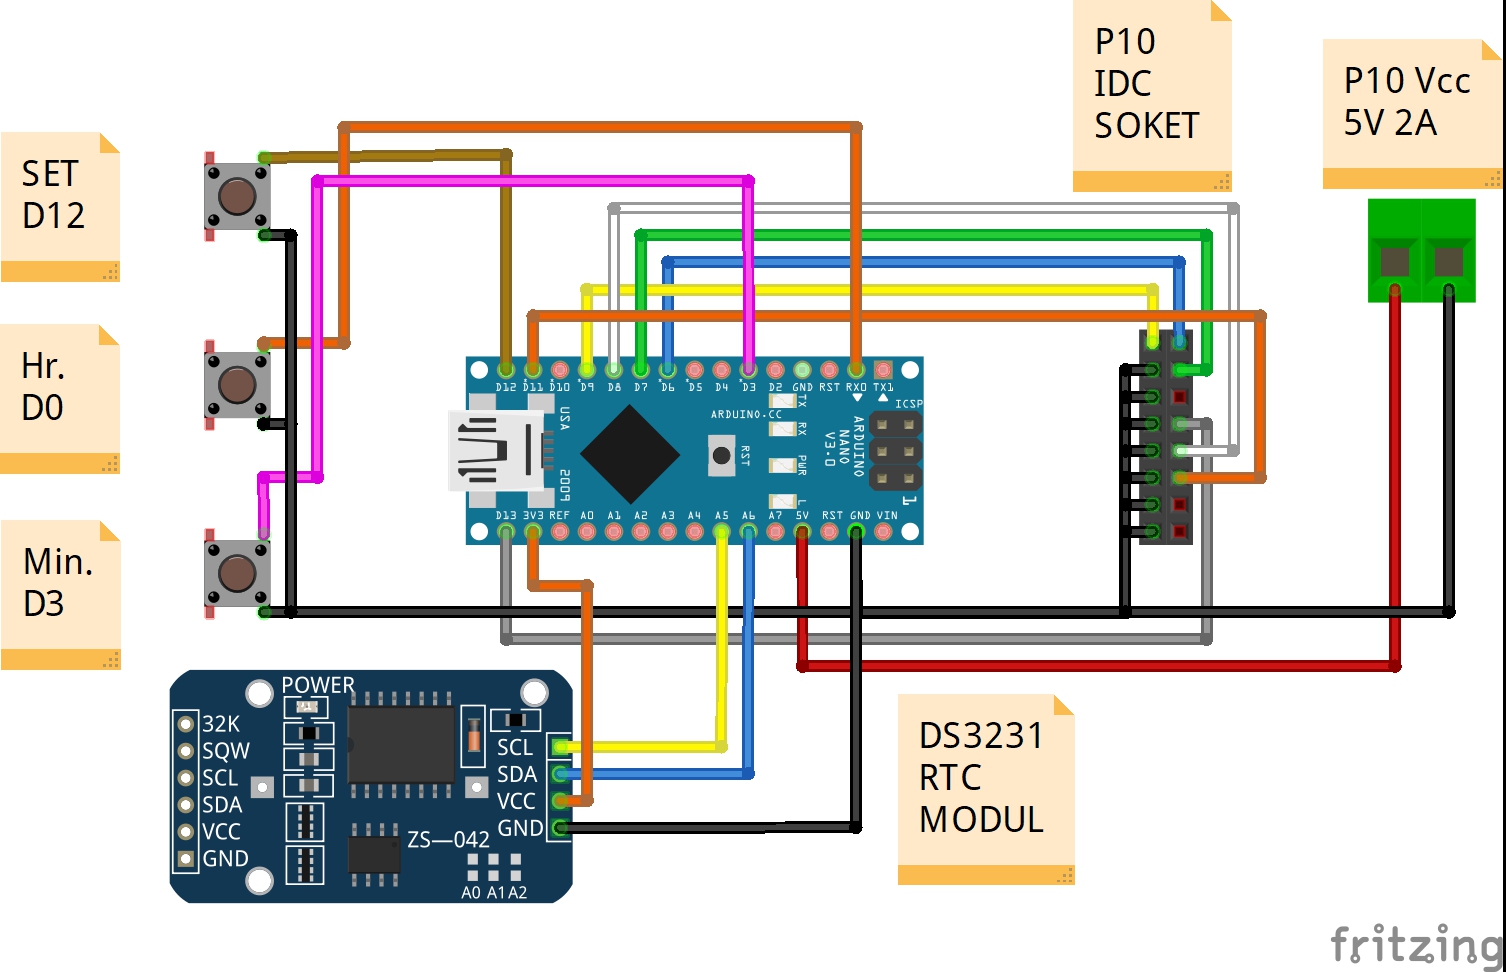 P10
IDC
SOKET
P10 Vcc
5V 2A
SET
D12
Hr.
D0
Min.
D3
D12 D11 D10 D9 D8 D7 D6 D5 D4 D3 D2 GND RST RX0 TX1
TX
RX
PWR
L
USA
2009
RST
ARDUINO.CC
ARDUINO
NANO
V3.0
ICSP
1
D13 3V3 REF A0 A1 A2 A3 A4 A5 A6 A7 5V RST GND VIN
POWER
32K
SQW
SCL
SDA
VCC
GND
SCL
SDA
VCC
GND
ZS—042
A0 A1 A2
DS3231
RTC
MODUL
fritzing